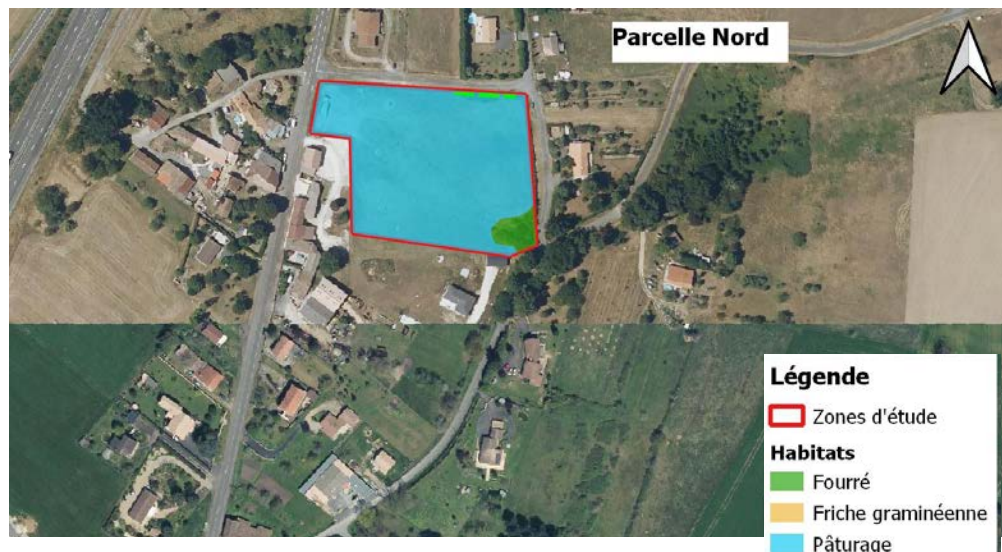 Parcelle Nord
Légende
Zones d'étude
Habitats
Fourré
Friche graminéenne
Pâturage